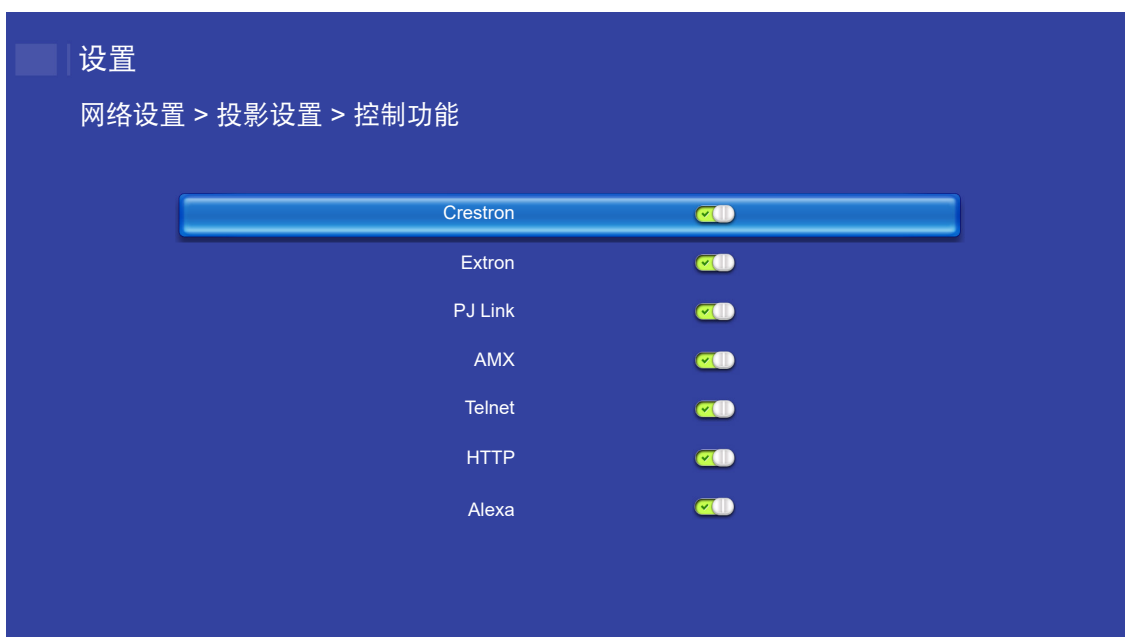 设置
网络设置 > 投影设置 > 控制功能
Crestron
Extron
PJ Link
AMX
Telnet
HTTP
Alexa